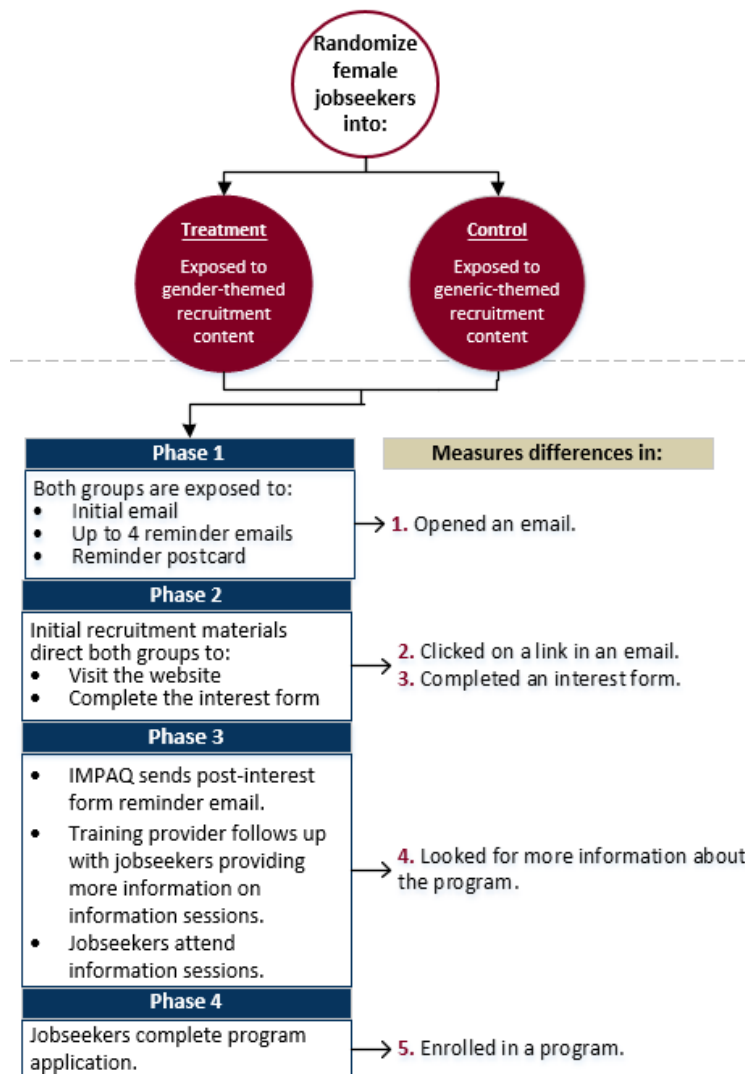 Randomize
female
jobseekers
into:
Treatment
Exposed to
gender-themed
recruitment
content
Control
Exposed to
generic-themed
recruitment
content
Phase 1
Measures differences in:
Both groups are exposed to:
• Initial email
• Up to 4 reminder emails
• Reminder postcard
1. Opened an email.
Phase 2
Initial recruitment materials
direct both groups to:
• Visit the website
• Complete the interest form
2. Clicked on a link in an email.
3. Completed an interest form.
Phase 3
• IMPAQ sends post-interest
form reminder email.
• Training provider follows up
with jobseekers providing
more information on
information sessions.
• Jobseekers attend
information sessions.
4. Looked for more information about
the program.
Phase 4
Jobseekers complete program
application.
5. Enrolled in a program.